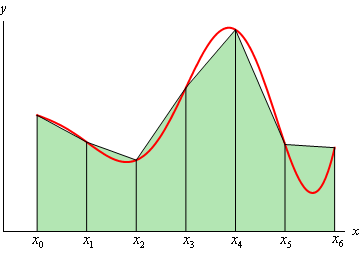 y
x₀ x₁ x₂ x₃ x₄ x₅ x₆ x